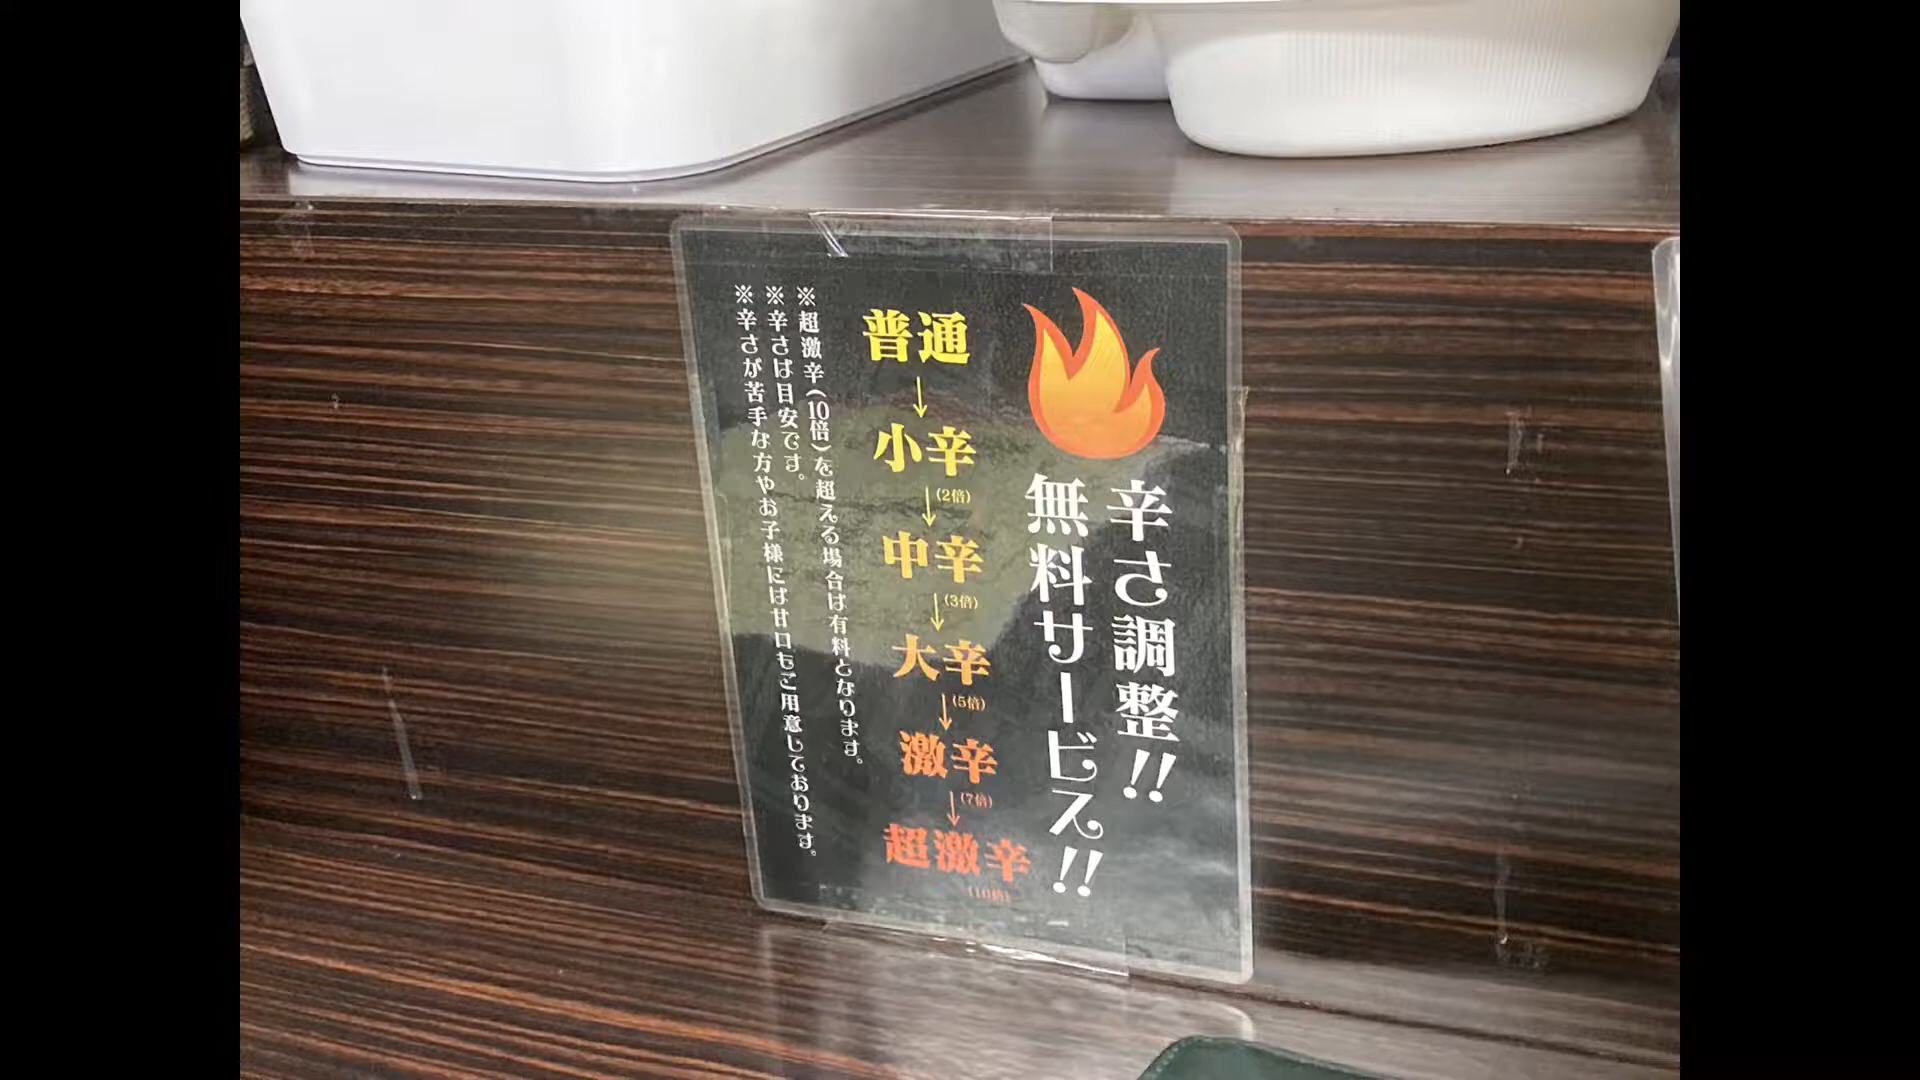 辛さ調整!!
無料サービス!!
普通
↓
小辛
(2倍)
↓
中辛
(3倍)
↓
大辛
(5倍)
↓
激辛
(7倍)
↓
超激辛
(10倍)
※超激辛(10倍)を超える場合は有料となります。
※辛さは目安です。
※辛さが苦手な方やお子様には甘口もご用意しております。